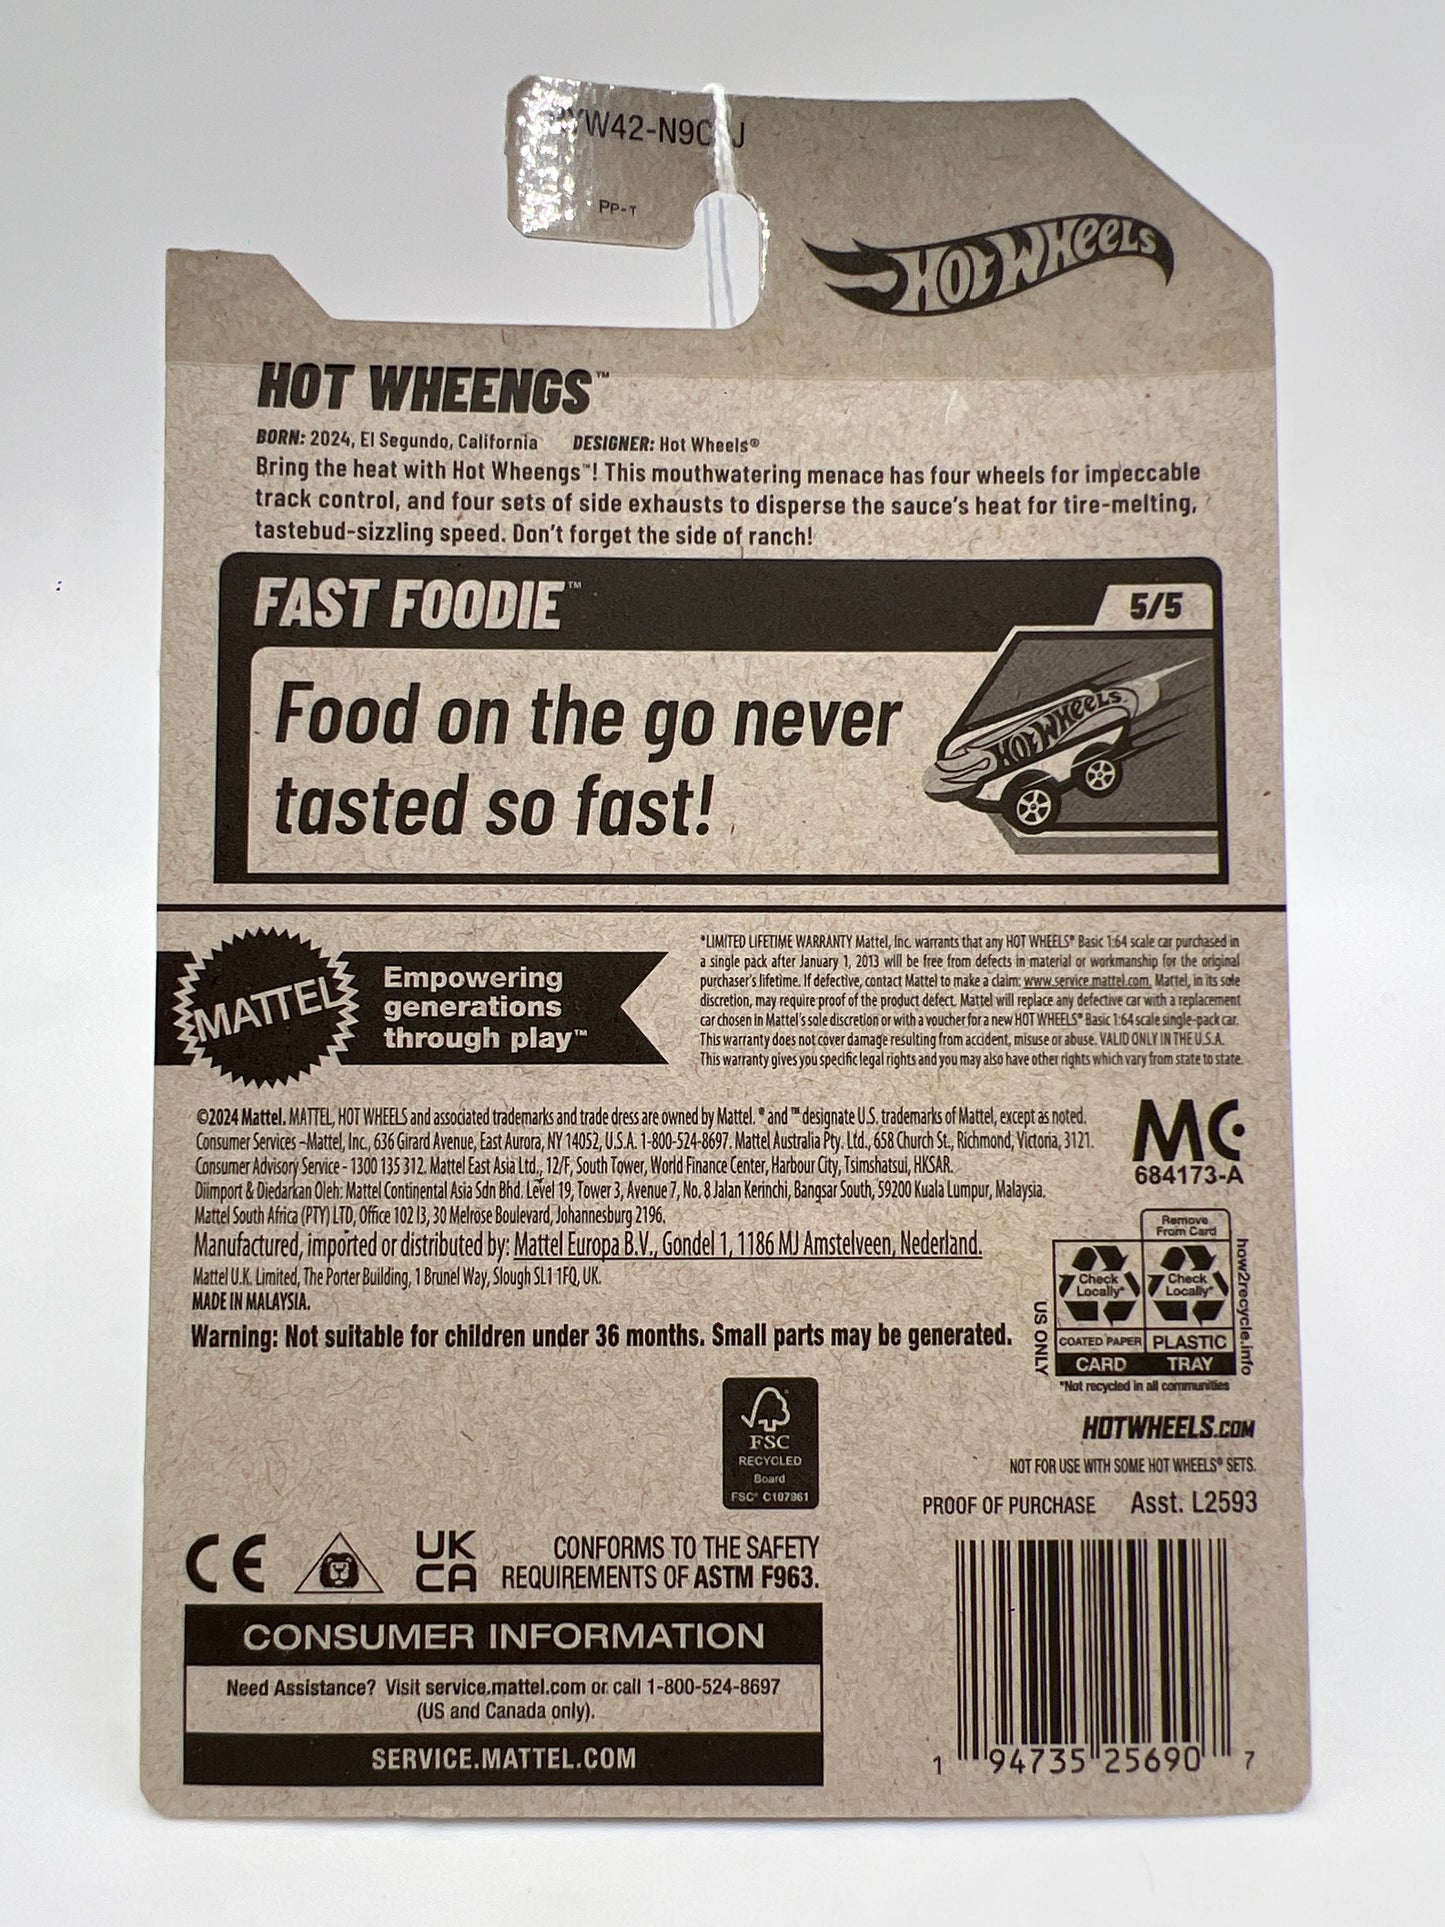 YW42-N9C J
PP-T
HOT WHEELS
HOT WHEENGS™
BORN: 2024, El Segundo, California DESIGNER: Hot Wheels®
Bring the heat with Hot Wheengs™! This mouthwatering menace has four wheels for impeccable
track control, and four sets of side exhausts to disperse the sauce's heat for tire-melting,
tastebud-sizzling speed. Don't forget the side of ranch!
FAST FOODIE™
5/5
Food on the go never
tasted so fast!
HOT WHEELS
MATTEL
Empowering
generations
through play™
*LIMITED LIFETIME WARRANTY Mattel, Inc. warrants that any HOT WHEELS® Basic 1:64 scale car purchased in
a single pack after January 1, 2013 will be free from defects in material or workmanship for the original
purchaser's lifetime. If defective, contact Mattel to make a claim: www.service.mattel.com. Mattel, in its sole
discretion, may require proof of the product defect. Mattel will replace any defective car with a replacement
car chosen in Mattel's sole discretion or with a voucher for a new HOT WHEELS® Basic 1:64 scale single-pack car.
This warranty does not cover damage resulting from accident, misuse or abuse. VALID ONLY IN THE U.S.A.
This warranty gives you specific legal rights and you may also have other rights which vary from state to state.
©2024 Mattel. MATTEL, HOT WHEELS and associated trademarks and trade dress are owned by Mattel. ® and ™ designate U.S. trademarks of Mattel, except as noted.
Consumer Services –Mattel, Inc., 636 Girard Avenue, East Aurora, NY 14052, U.S.A. 1-800-524-8697. Mattel Australia Pty. Ltd., 658 Church St., Richmond, Victoria, 3121.
Consumer Advisory Service - 1300 135 312. Mattel East Asia Ltd., 12/F, South Tower, World Finance Center, Harbour City, Tsimshatsui, HKSAR.
Diimport & Diedarkan Oleh: Mattel Continental Asia Sdn Bhd. Level 19, Tower 3, Avenue 7, No. 8 Jalan Kerinchi, Bangsar South, 59200 Kuala Lumpur, Malaysia.
Mattel South Africa (PTY) LTD, Office 102 I3, 30 Melrose Boulevard, Johannesburg 2196.
Manufactured, imported or distributed by: Mattel Europa B.V., Gondel 1, 1186 MJ Amstelveen, Nederland.
Mattel U.K. Limited, The Porter Building, 1 Brunel Way, Slough SL1 1FQ, UK.
MADE IN MALAYSIA.
Warning: Not suitable for children under 36 months. Small parts may be generated.
MC
684173-A
Remove
From Card
Check
Locally*
Check
Locally*
COATED PAPER
PLASTIC
CARD
TRAY
US ONLY
how2recycle.info
*Not recycled in all communities
HOTWHEELS.COM
NOT FOR USE WITH SOME HOT WHEELS® SETS.
PROOF OF PURCHASE Asst. L2593
FSC
RECYCLED
Board
FSC® C107961
CE
UK
CA
CONFORMS TO THE SAFETY
REQUIREMENTS OF ASTM F963.
CONSUMER INFORMATION
Need Assistance? Visit service.mattel.com or call 1-800-524-8697
(US and Canada only).
SERVICE.MATTEL.COM
1 94735 25690 7